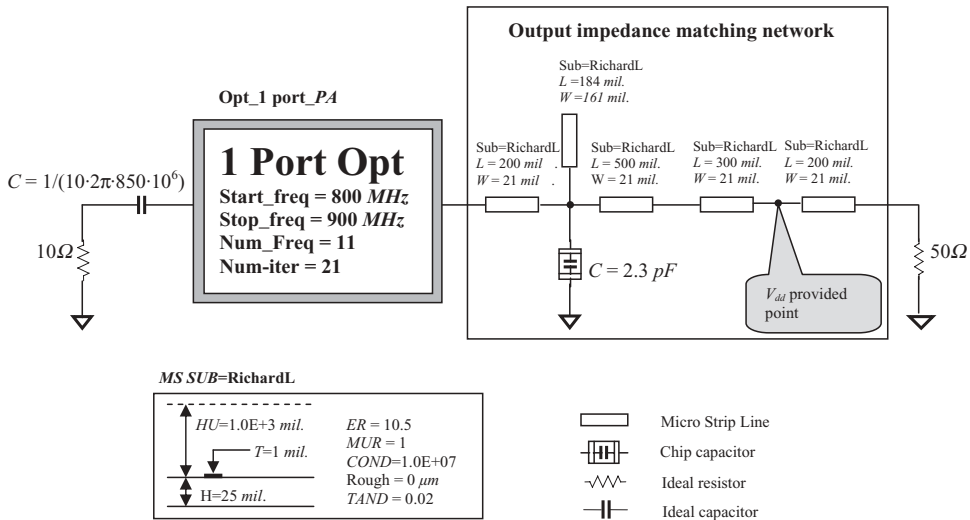 Output impedance matching network
Sub=RichardL
L =184 mil.
W =161 mil.
Opt_1 port_PA
1 Port Opt
Start_freq = 800 MHz
Stop_freq = 900 MHz
Num_Freq = 11
Num-iter = 21
C = 1/(10·2π·850·10⁶)
10Ω
Sub=RichardL
L = 200 mil .
W = 21 mil .
Sub=RichardL
L = 500 mil.
W = 21 mil.
Sub=RichardL
L = 300 mil.
W = 21 mil.
Sub=RichardL
L = 200 mil.
W = 21 mil.
C = 2.3 pF
50Ω
Vdd provided
point
MS SUB=RichardL
HU=1.0E+3 mil.
T=1 mil.
H=25 mil.
ER = 10.5
MUR = 1
COND=1.0E+07
Rough = 0 μm
TAND = 0.02
Micro Strip Line
Chip capacitor
Ideal resistor
Ideal capacitor